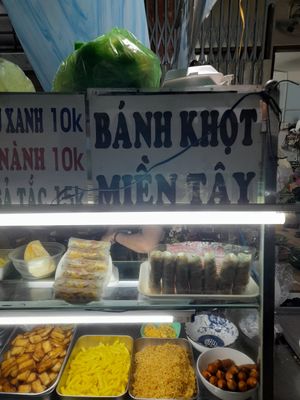 XANH 10k
NÀNH 10k
TẮC
BÁNH KHỌT
MIỀN TÂY